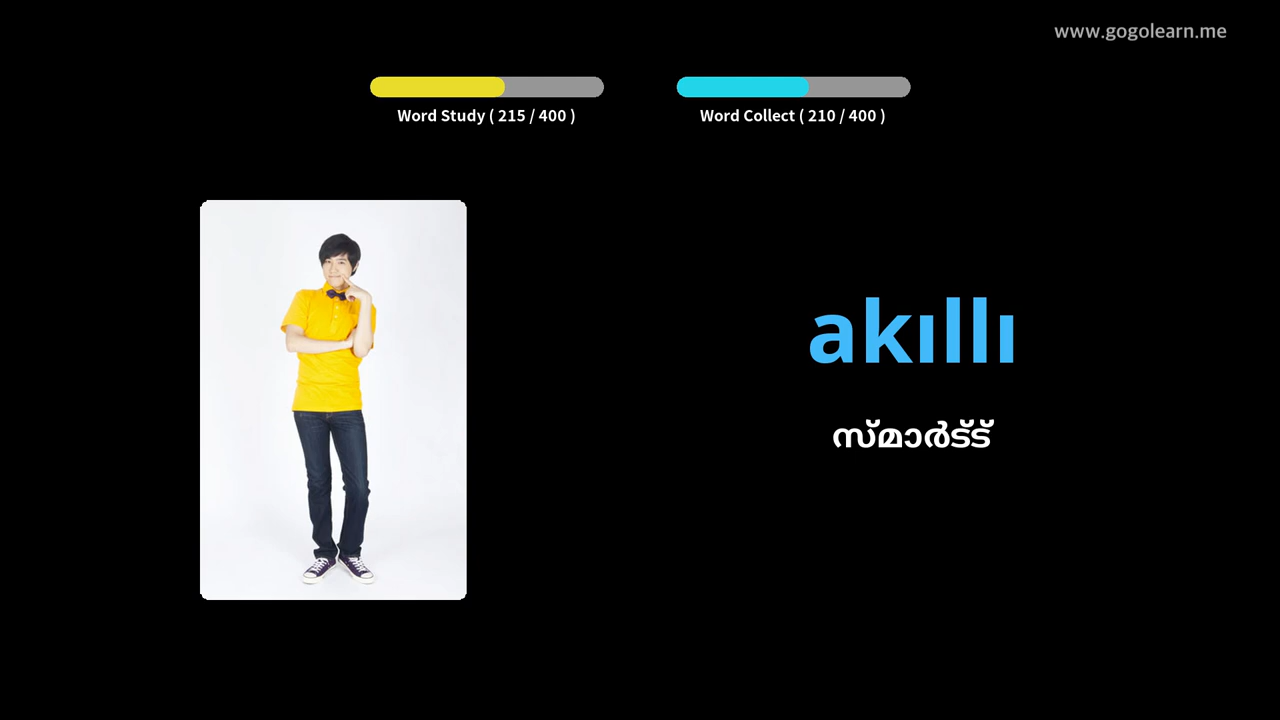 www.gogolearn.me
Word Study ( 215 / 400 )
Word Collect ( 210 / 400 )
akıllı
സ്മാർട്ട്